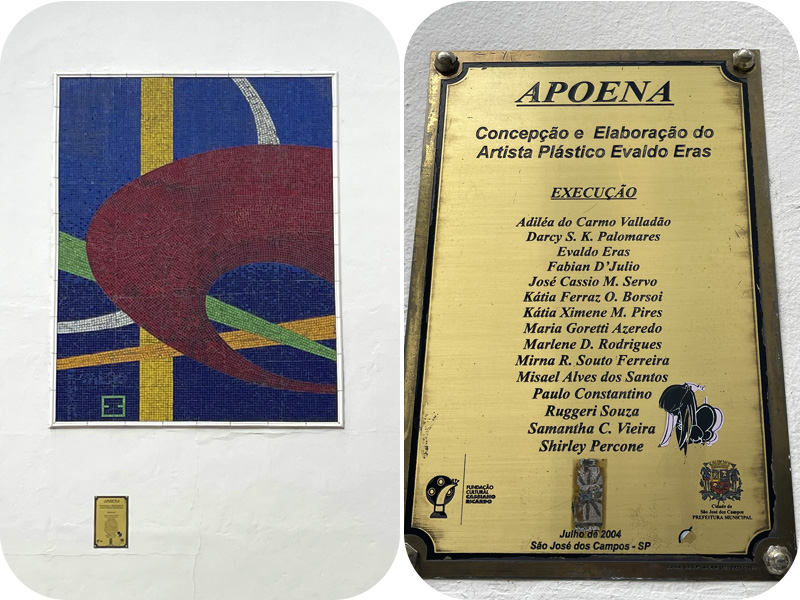 APOENA
Concepção e Elaboração do
Artista Plástico Evaldo Eras
EXECUÇÃO
Adiléa do Carmo Valladão
Darcy S. K. Palomares
Evaldo Eras
Fabian D'Julio
José Cassio M. Servo
Kátia Ferraz O. Borsoi
Kátia Ximene M. Pires
Maria Goretti Azeredo
Marlene D. Rodrigues
Mirna R. Souto Ferreira
Misael Alves dos Santos
Paulo Constantino
Ruggeri Souza
Samantha C. Vieira
Shirley Percone
FUNDAÇÃO
CULTURAL
CASSIANO
RICARDO
Cidade de
São José dos Campos
PREFEITURA MUNICIPAL
Julho de 2004
São José dos Campos - SP